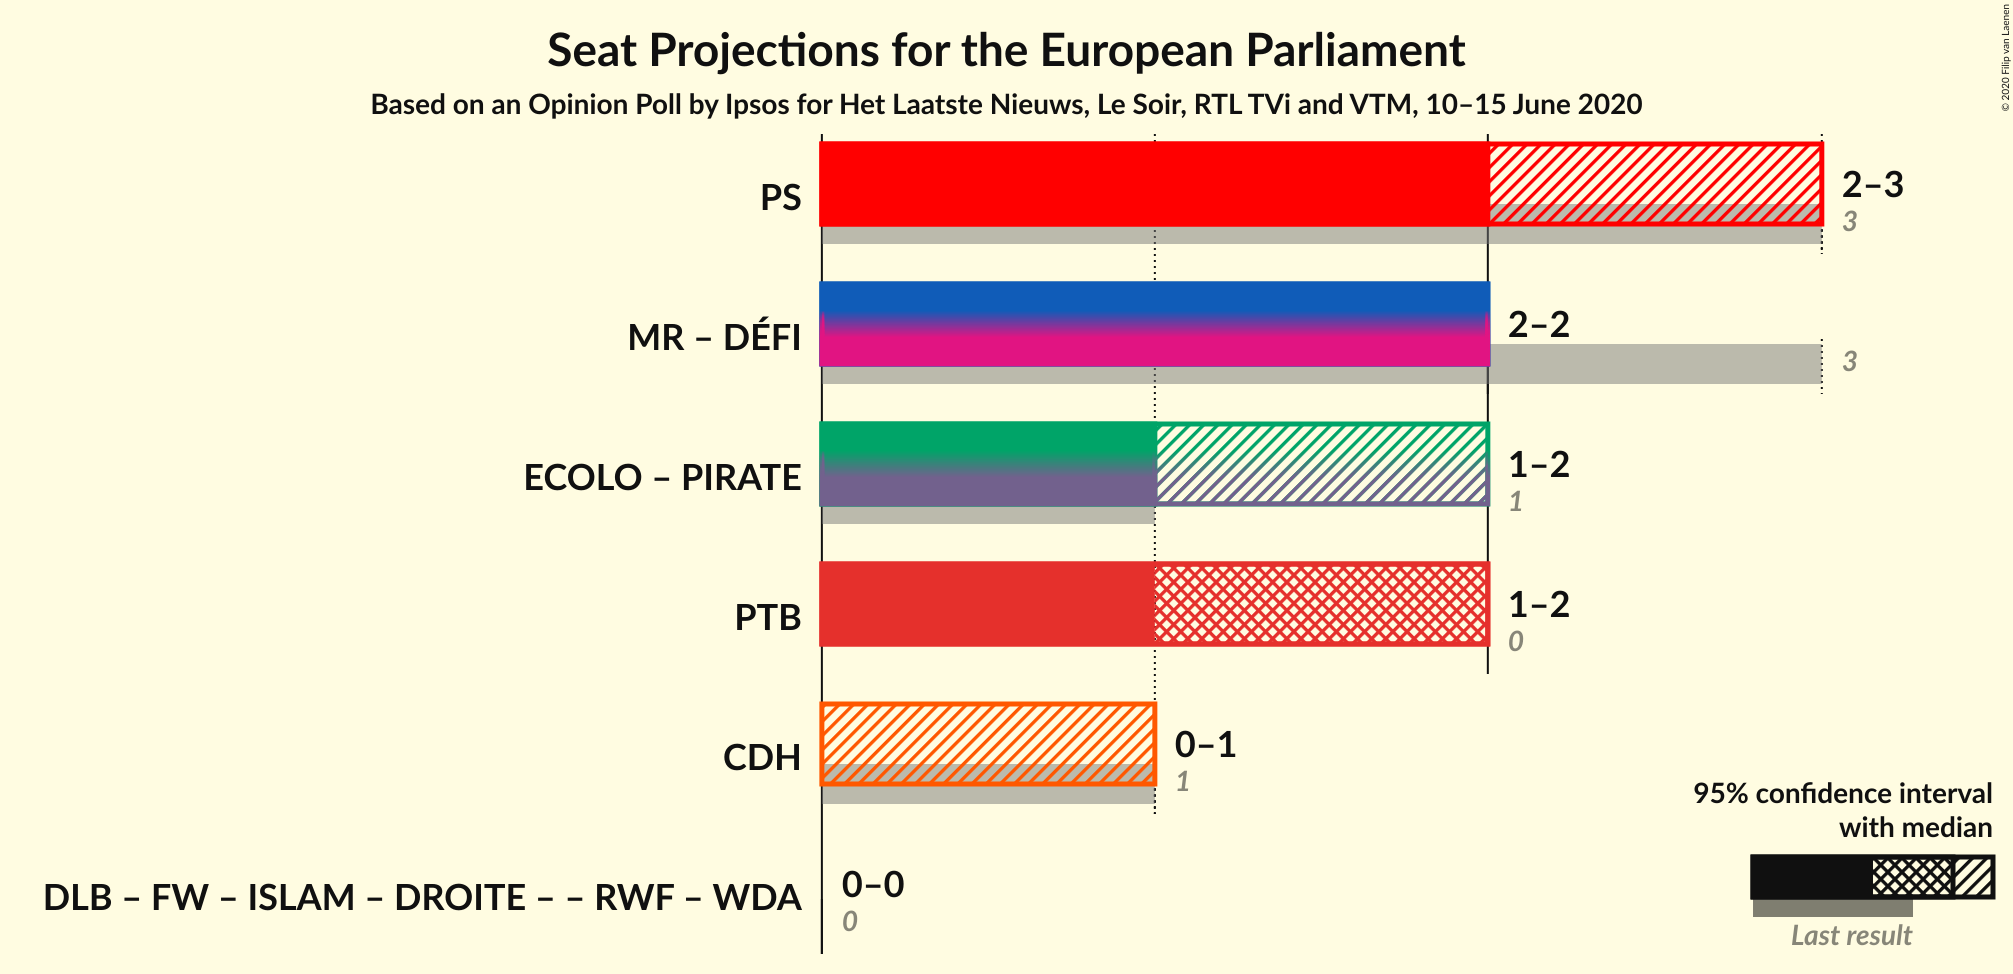 Seat Projections for the European Parliament
Based on an Opinion Poll by Ipsos for Het Laatste Nieuws, Le Soir, RTL TVi and VTM, 10–15 June 2020
© 2020 Filip van Laenen
PS
2–3
3
MR – DÉFI
2–2
3
ECOLO – PIRATE
1–2
1
PTB
1–2
0
CDH
0–1
1
DLB – FW – ISLAM – DROITE – – RWF – WDA
0–0
0
95% confidence interval
with median
Last result